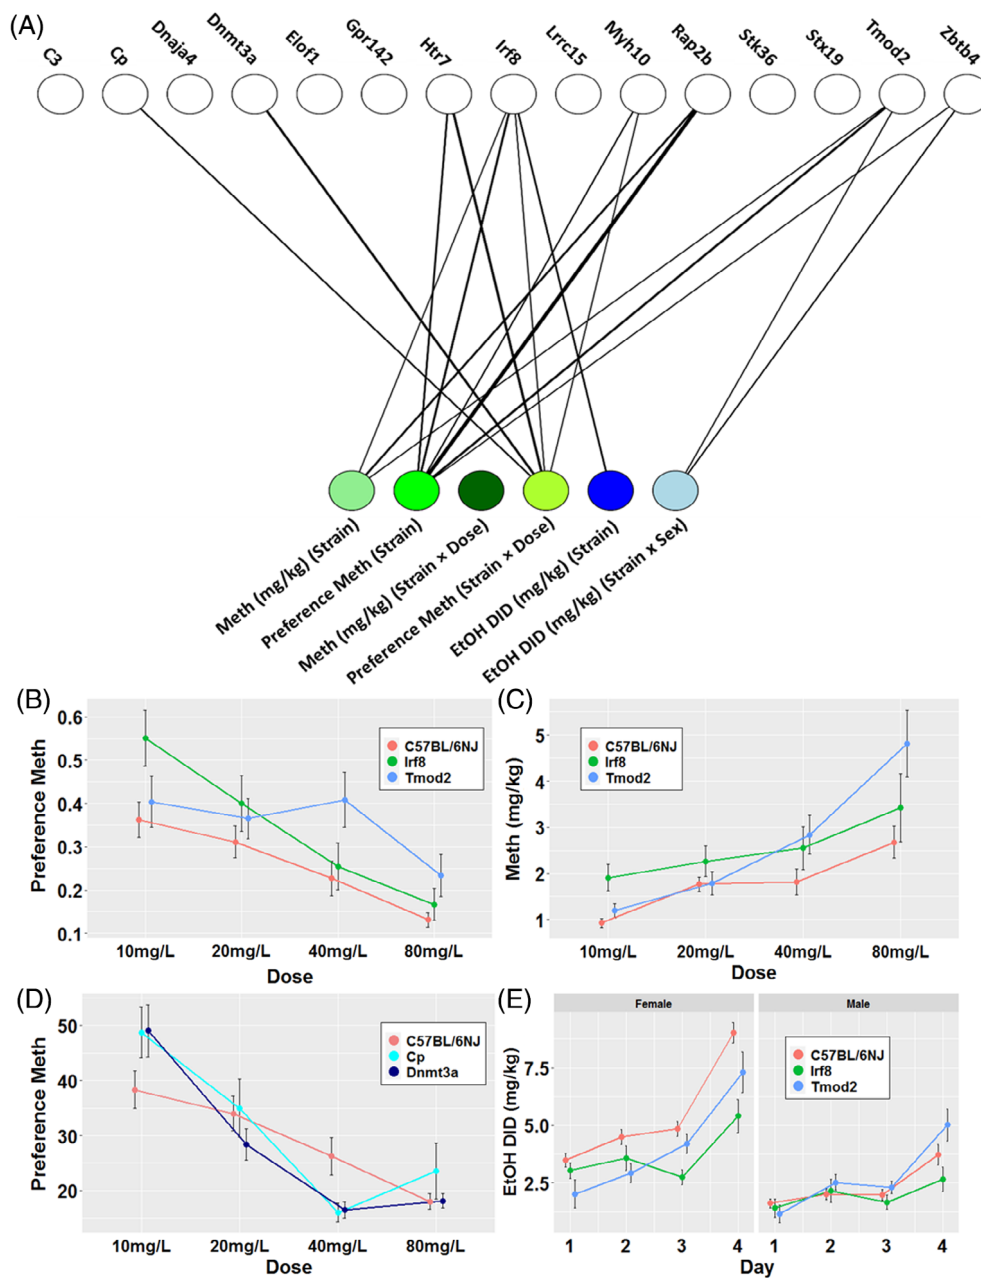 (A)
C3
Cp
Dnaja4
Dnmt3a
Elof1
Gpr142
Htr7
Irf8
Lrrc15
Myh10
Rap2b
Stk36
Stx19
Tmod2
Zbtb4
Meth (mg/kg) (Strain)
Preference Meth (Strain)
Meth (mg/kg) (Strain × Dose)
Preference Meth (Strain × Dose)
EtOH DID (mg/kg) (Strain)
EtOH DID (mg/kg) (Strain x Sex)
(B)
Preference Meth
0.6
0.5
0.4
0.3
0.2
0.1
C57BL/6NJ
Irf8
Tmod2
10mg/L 20mg/L 40mg/L 80mg/L
Dose
(C)
Meth (mg/kg)
5
4
3
2
1
C57BL/6NJ
Irf8
Tmod2
10mg/L 20mg/L 40mg/L 80mg/L
Dose
(D)
Preference Meth
50
40
30
20
C57BL/6NJ
Cp
Dnmt3a
10mg/L 20mg/L 40mg/L 80mg/L
Dose
(E)
Female Male
EtOH DID (mg/kg)
7.5
5.0
2.5
C57BL/6NJ
Irf8
Tmod2
1 2 3 4 1 2 3 4
Day